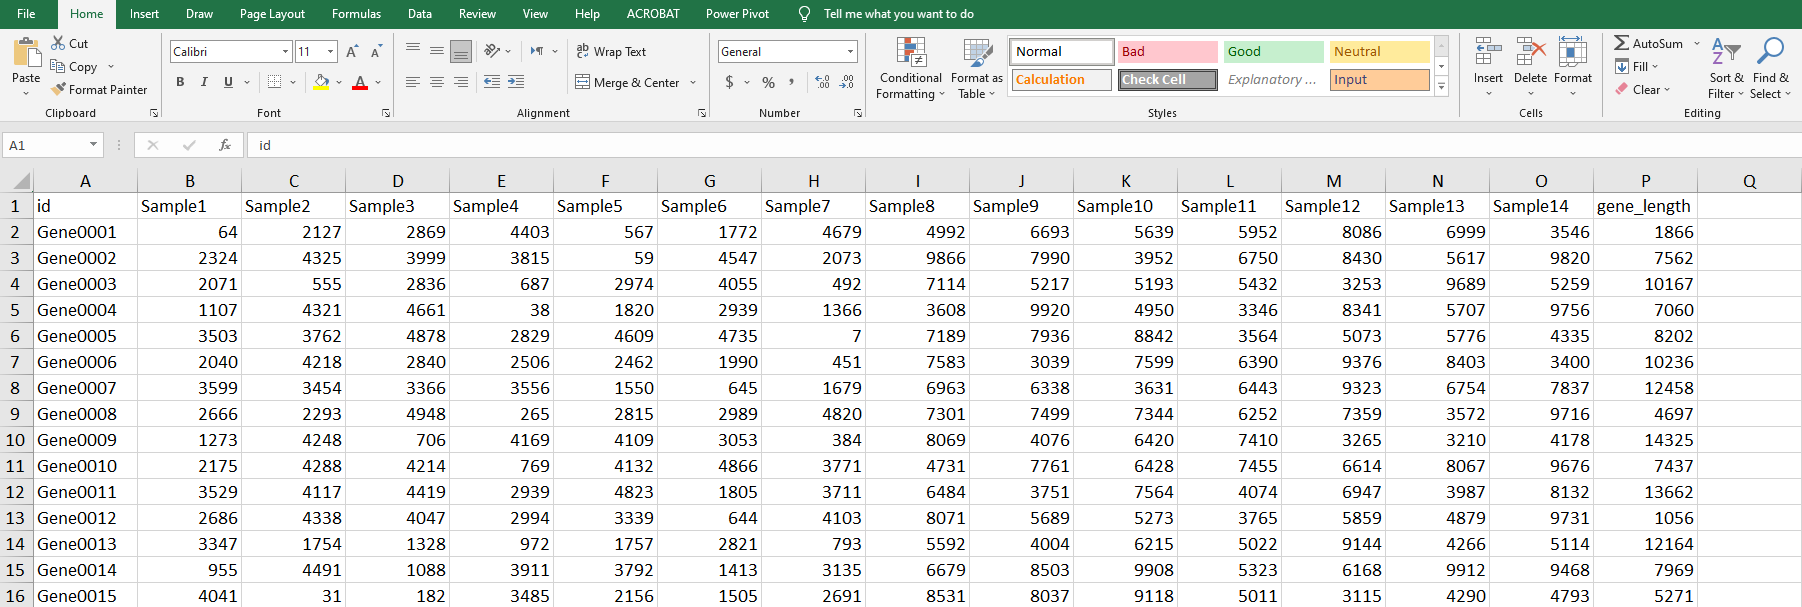 File Home Insert Draw Page Layout Formulas Data Review View Help ACROBAT Power Pivot Tell me what you want to do
Paste
Cut
Copy
Format Painter
Clipboard
Calibri 11 A A
B I U A
Font
ab Wrap Text
Merge & Center
Alignment
General
$ % , .0 .00 .00 .0
Number
Conditional Formatting
Format as Table
Normal Bad Good Neutral
Calculation Check Cell Explanatory ... Input
Styles
Insert Delete Format
Cells
AutoSum
Fill
Clear
Sort & Filter
Find & Select
Editing
A1 fx id
A B C D E F G H I J K L M N O P Q
1 id Sample1 Sample2 Sample3 Sample4 Sample5 Sample6 Sample7 Sample8 Sample9 Sample10 Sample11 Sample12 Sample13 Sample14 gene_length
2 Gene0001 64 2127 2869 4403 567 1772 4679 4992 6693 5639 5952 8086 6999 3546 1866
3 Gene0002 2324 4325 3999 3815 59 4547 2073 9866 7990 3952 6750 8430 5617 9820 7562
4 Gene0003 2071 555 2836 687 2974 4055 492 7114 5217 5193 5432 3253 9689 5259 10167
5 Gene0004 1107 4321 4661 38 1820 2939 1366 3608 9920 4950 3346 8341 5707 9756 7060
6 Gene0005 3503 3762 4878 2829 4609 4735 7 7189 7936 8842 3564 5073 5776 4335 8202
7 Gene0006 2040 4218 2840 2506 2462 1990 451 7583 3039 7599 6390 9376 8403 3400 10236
8 Gene0007 3599 3454 3366 3556 1550 645 1679 6963 6338 3631 6443 9323 6754 7837 12458
9 Gene0008 2666 2293 4948 265 2815 2989 4820 7301 7499 7344 6252 7359 3572 9716 4697
10 Gene0009 1273 4248 706 4169 4109 3053 384 8069 4076 6420 7410 3265 3210 4178 14325
11 Gene0010 2175 4288 4214 769 4132 4866 3771 4731 7761 6428 7455 6614 8067 9676 7437
12 Gene0011 3529 4117 4419 2939 4823 1805 3711 6484 3751 7564 4074 6947 3987 8132 13662
13 Gene0012 2686 4338 4047 2994 3339 644 4103 8071 5689 5273 3765 5859 4879 9731 1056
14 Gene0013 3347 1754 1328 972 1757 2821 793 5592 4004 6215 5022 9144 4266 5114 12164
15 Gene0014 955 4491 1088 3911 3792 1413 3135 6679 8503 9908 5323 6168 9912 9468 7969
16 Gene0015 4041 31 182 3485 2156 1505 2691 8531 8037 9118 5011 3115 4290 4793 5271